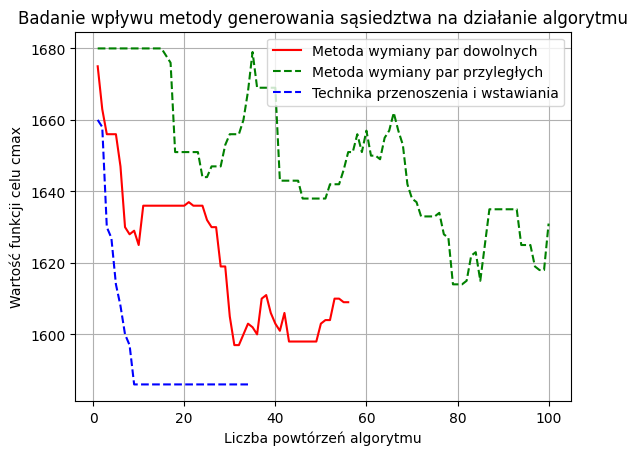 Badanie wpływu metody generowania sąsiedztwa na działanie algorytmu
Metoda wymiany par dowolnych
Metoda wymiany par przyległych
Technika przenoszenia i wstawiania
Wartość funkcji celu cmax
1680
1660
1640
1620
1600
0 20 40 60 80 100
Liczba powtórzeń algorytmu